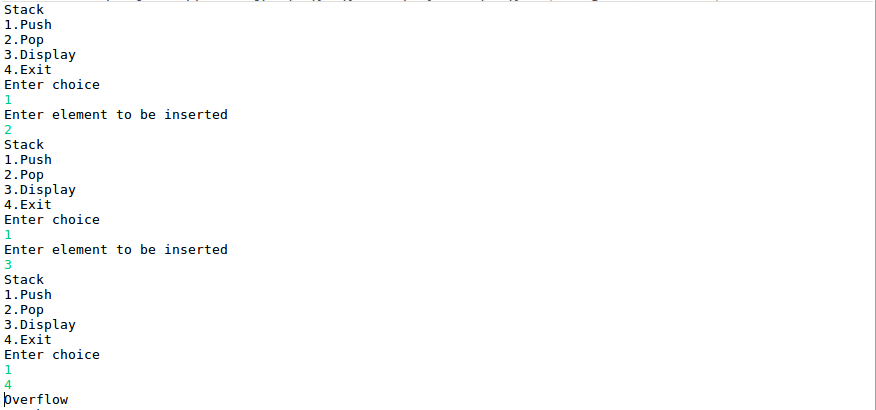 Stack
1.Push
2.Pop
3.Display
4.Exit
Enter choice
1
Enter element to be inserted
2
Stack
1.Push
2.Pop
3.Display
4.Exit
Enter choice
1
Enter element to be inserted
3
Stack
1.Push
2.Pop
3.Display
4.Exit
Enter choice
1
4
Overflow